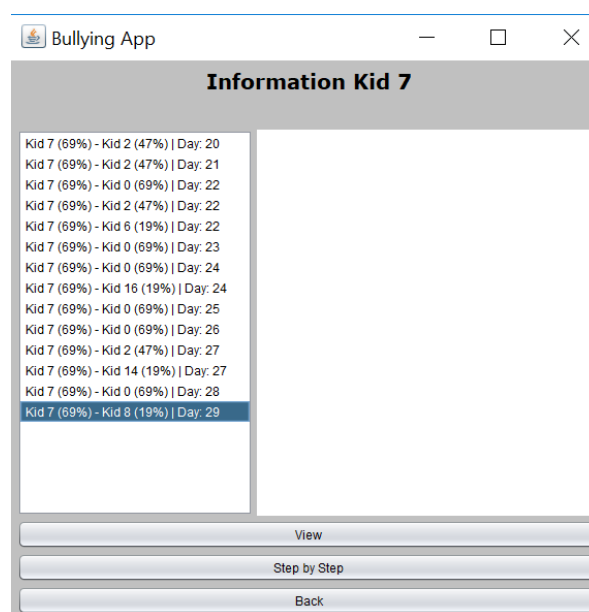 Bullying App
Information Kid 7
Kid 7 (69%) - Kid 2 (47%) | Day: 20
Kid 7 (69%) - Kid 2 (47%) | Day: 21
Kid 7 (69%) - Kid 0 (69%) | Day: 22
Kid 7 (69%) - Kid 2 (47%) | Day: 22
Kid 7 (69%) - Kid 6 (19%) | Day: 22
Kid 7 (69%) - Kid 0 (69%) | Day: 23
Kid 7 (69%) - Kid 0 (69%) | Day: 24
Kid 7 (69%) - Kid 16 (19%) | Day: 24
Kid 7 (69%) - Kid 0 (69%) | Day: 25
Kid 7 (69%) - Kid 0 (69%) | Day: 26
Kid 7 (69%) - Kid 2 (47%) | Day: 27
Kid 7 (69%) - Kid 14 (19%) | Day: 27
Kid 7 (69%) - Kid 0 (69%) | Day: 28
Kid 7 (69%) - Kid 8 (19%) | Day: 29
View
Step by Step
Back